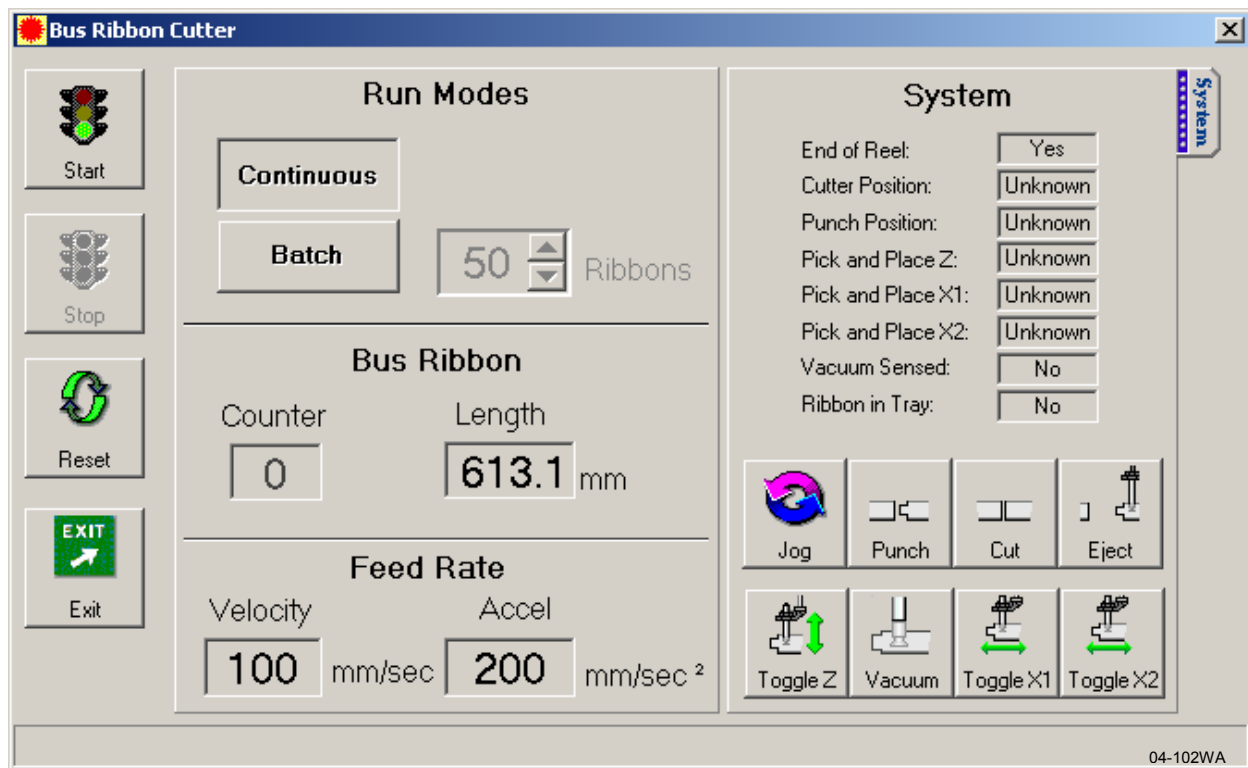 Bus Ribbon Cutter
Start
Stop
Reset
EXIT
Exit
Run Modes
Continuous
Batch
50 Ribbons
Bus Ribbon
Counter Length
0 613.1 mm
Feed Rate
Velocity Accel
100 mm/sec 200 mm/sec ²
System
System
End of Reel: Yes
Cutter Position: Unknown
Punch Position: Unknown
Pick and Place Z: Unknown
Pick and Place X1: Unknown
Pick and Place X2: Unknown
Vacuum Sensed: No
Ribbon in Tray: No
Jog Punch Cut Eject
Toggle Z Vacuum Toggle X1 Toggle X2
04-102WA